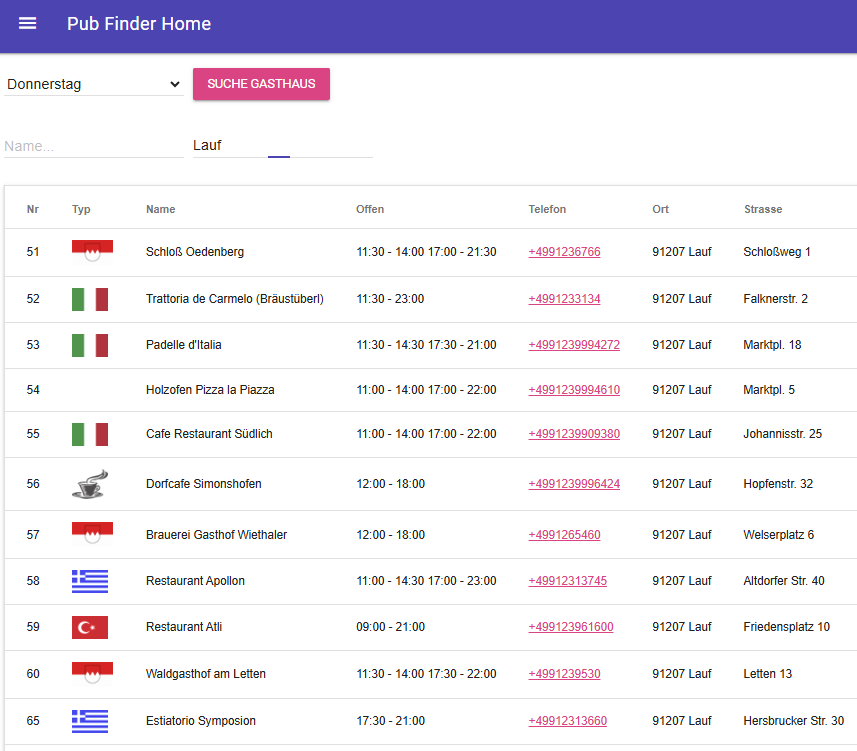 Pub Finder Home
Donnerstag SUCHE GASTHAUS
Name... Lauf
Nr Typ Name Offen Telefon Ort Strasse
51 Schloß Oedenberg 11:30 - 14:00 17:00 - 21:30 +4991236766 91207 Lauf Schloßweg 1
52 Trattoria de Carmelo (Bräustüberl) 11:30 - 23:00 +499123​3134 91207 Lauf Falknerstr. 2
53 Padelle d'Italia 11:30 - 14:30 17:30 - 21:00 +4991239994272 91207 Lauf Marktpl. 18
54 Holzofen Pizza la Piazza 11:00 - 14:00 17:00 - 22:00 +4991239994610 91207 Lauf Marktpl. 5
55 Cafe Restaurant Südlich 11:00 - 14:00 17:00 - 22:00 +4991239909380 91207 Lauf Johannisstr. 25
56 Dorfcafe Simonshofen 12:00 - 18:00 +4991239996424 91207 Lauf Hopfenstr. 32
57 Brauerei Gasthof Wiethaler 12:00 - 18:00 +4991265460 91207 Lauf Welserplatz 6
58 Restaurant Apollon 11:00 - 14:30 17:00 - 23:00 +49912313745 91207 Lauf Altdorfer Str. 40
59 Restaurant Atli 09:00 - 21:00 +499123961600 91207 Lauf Friedensplatz 10
60 Waldgasthof am Letten 11:30 - 14:00 17:30 - 22:00 +4991239530 91207 Lauf Letten 13
65 Estiatorio Symposion 17:30 - 21:00 +49912313660 91207 Lauf Hersbrucker Str. 30